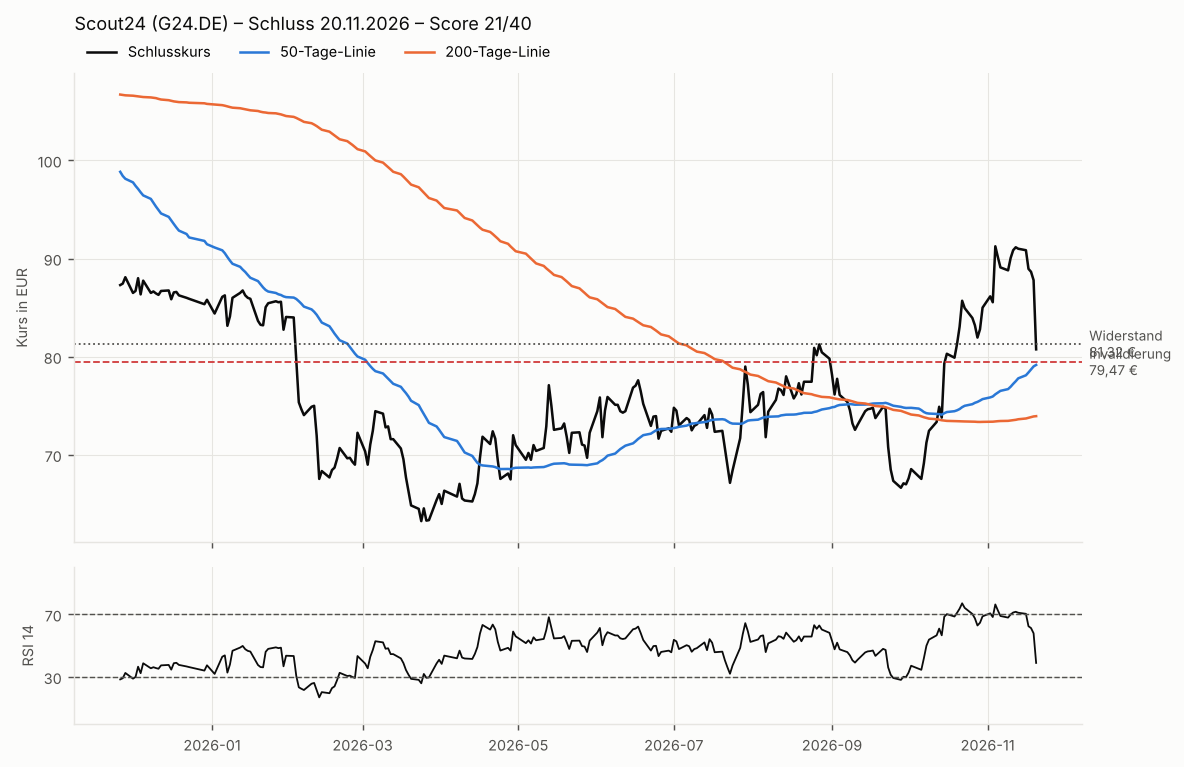 Scout24 (G24.DE) – Schluss 20.11.2026 – Score 21/40
Schlusskurs
50-Tage-Linie
200-Tage-Linie
Kurs in EUR
100
90
80
70
Widerstand
81,32 €
Invalidierung
79,47 €
RSI 14
70
30
2026-01
2026-03
2026-05
2026-07
2026-09
2026-11